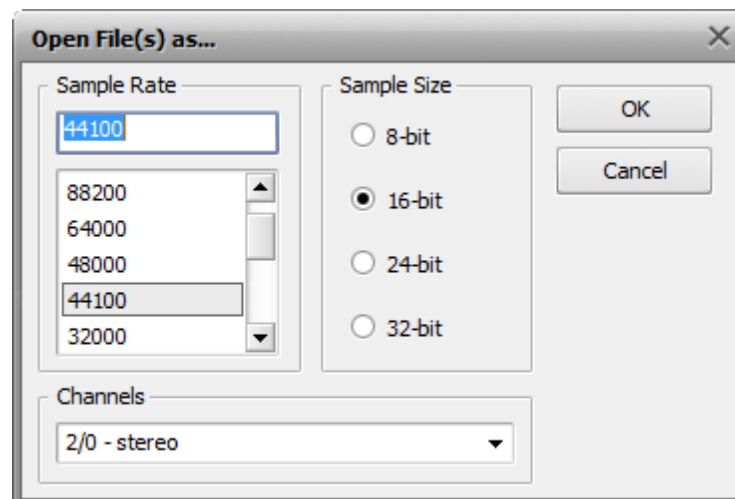 Open File(s) as...
Sample Rate
44100
88200
64000
48000
44100
32000
Sample Size
8-bit
16-bit
24-bit
32-bit
OK
Cancel
Channels
2/0 - stereo